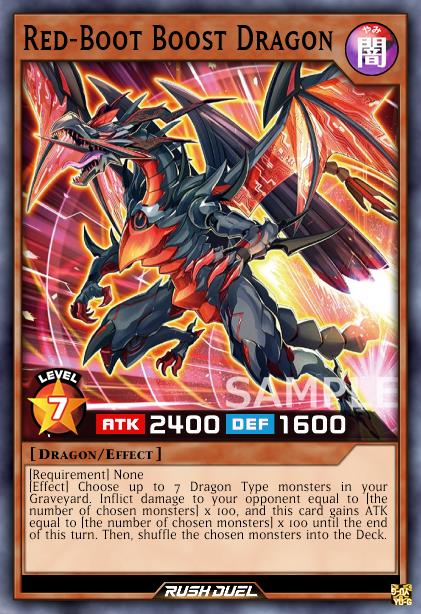 RED-BOOT BOOST DRAGON
やみ
闇
SAMPLE
LEVEL
7
ATK 2400 DEF 1600
[DRAGON/EFFECT]
[Requirement] None
[Effect] Choose up to 7 Dragon Type monsters in your
Graveyard. Inflict damage to your opponent equal to [the
number of chosen monsters] x 100, and this card gains ATK
equal to [the number of chosen monsters] x 100 until the end
of this turn. Then, shuffle the chosen monsters into the Deck.
RUSH DUEL